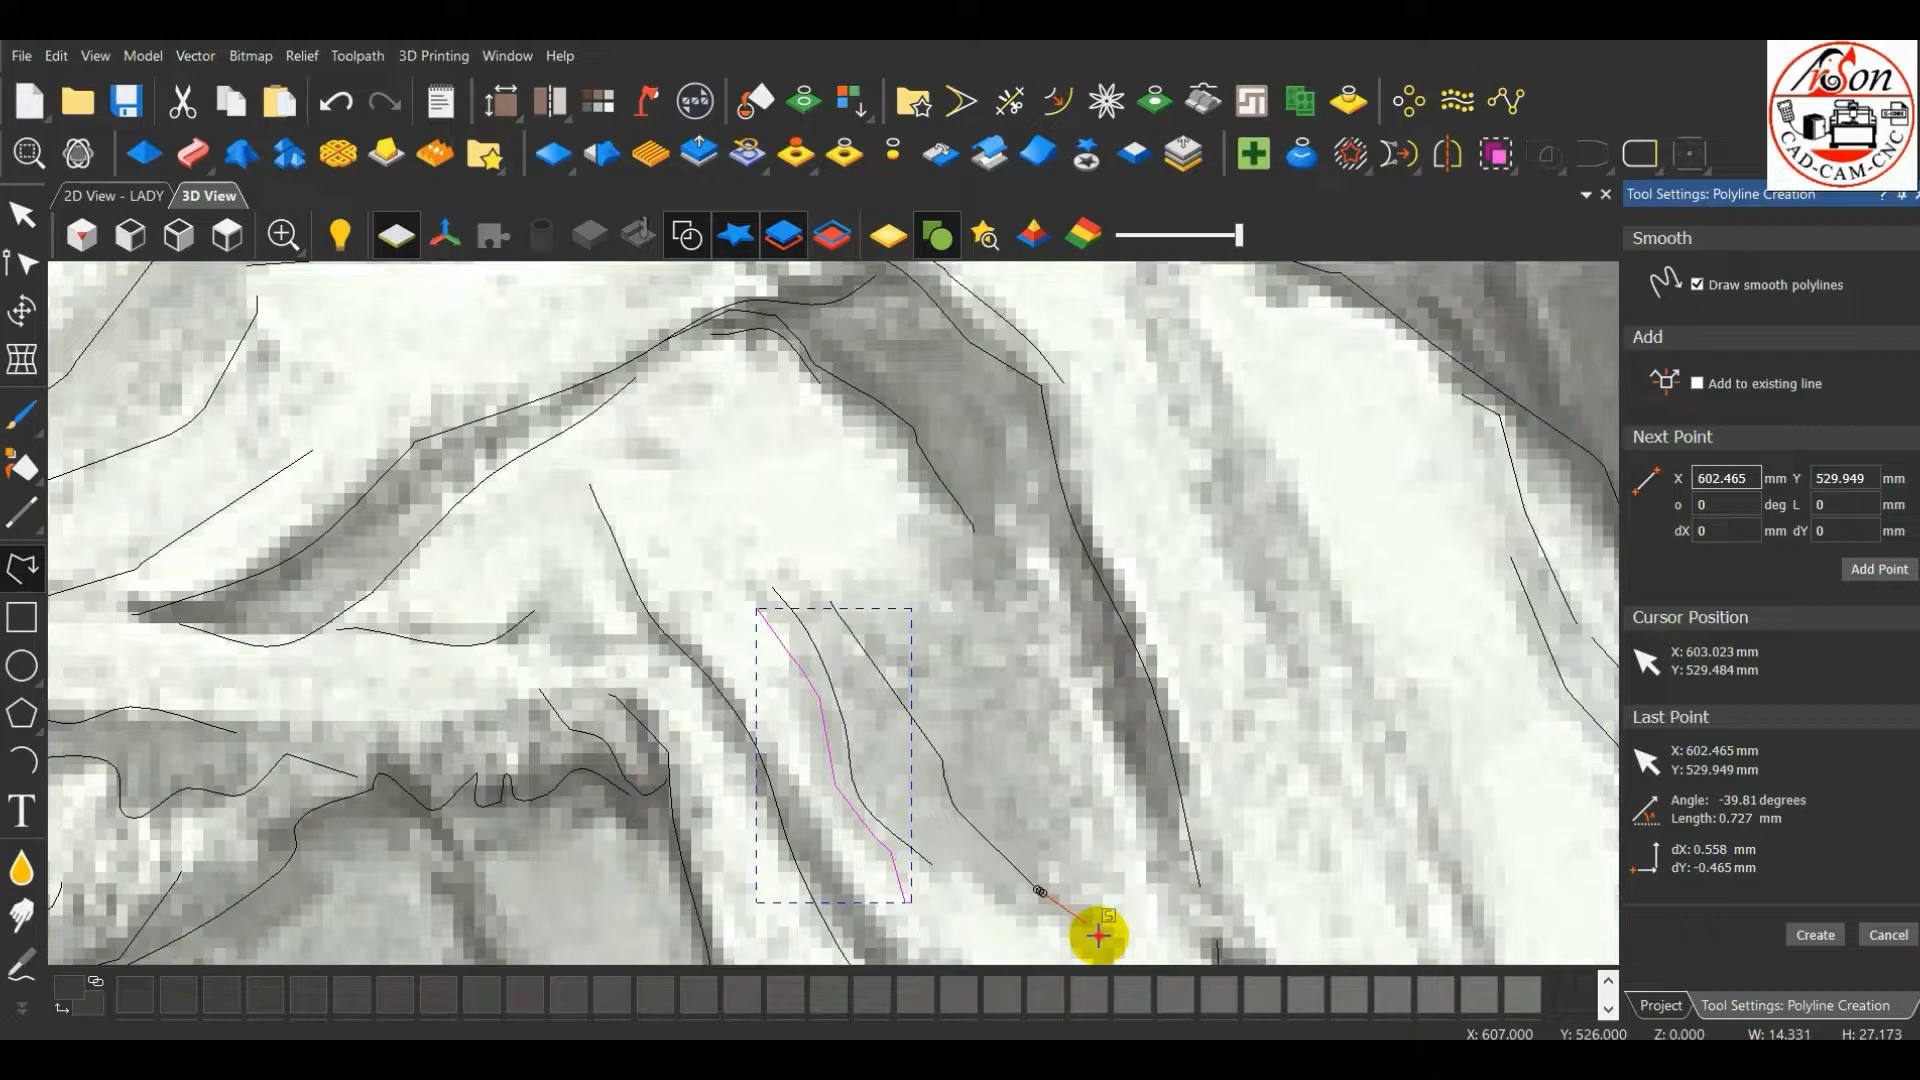 File Edit View Model Vector Bitmap Relief Toolpath 3D Printing Window Help
ArSon
CAD-CAM-CNC
2D View - LADY 3D View
Tool Settings: Polyline Creation ?
Smooth
Draw smooth polylines
Add
Add to existing line
Next Point
X 602.465 mm Y 529.949 mm
o 0 deg L 0 mm
dX 0 mm dY 0 mm
Add Point
Cursor Position
X: 603.023 mm
Y: 529.484 mm
Last Point
X: 602.465 mm
Y: 529.949 mm
Angle: -39.81 degrees
Length: 0.727 mm
dX: 0.558 mm
dY: -0.465 mm
S
Create Cancel
Project Tool Settings: Polyline Creation
X: 607.000 Y: 526.000 Z: 0.000 W: 14.331 H: 27.173